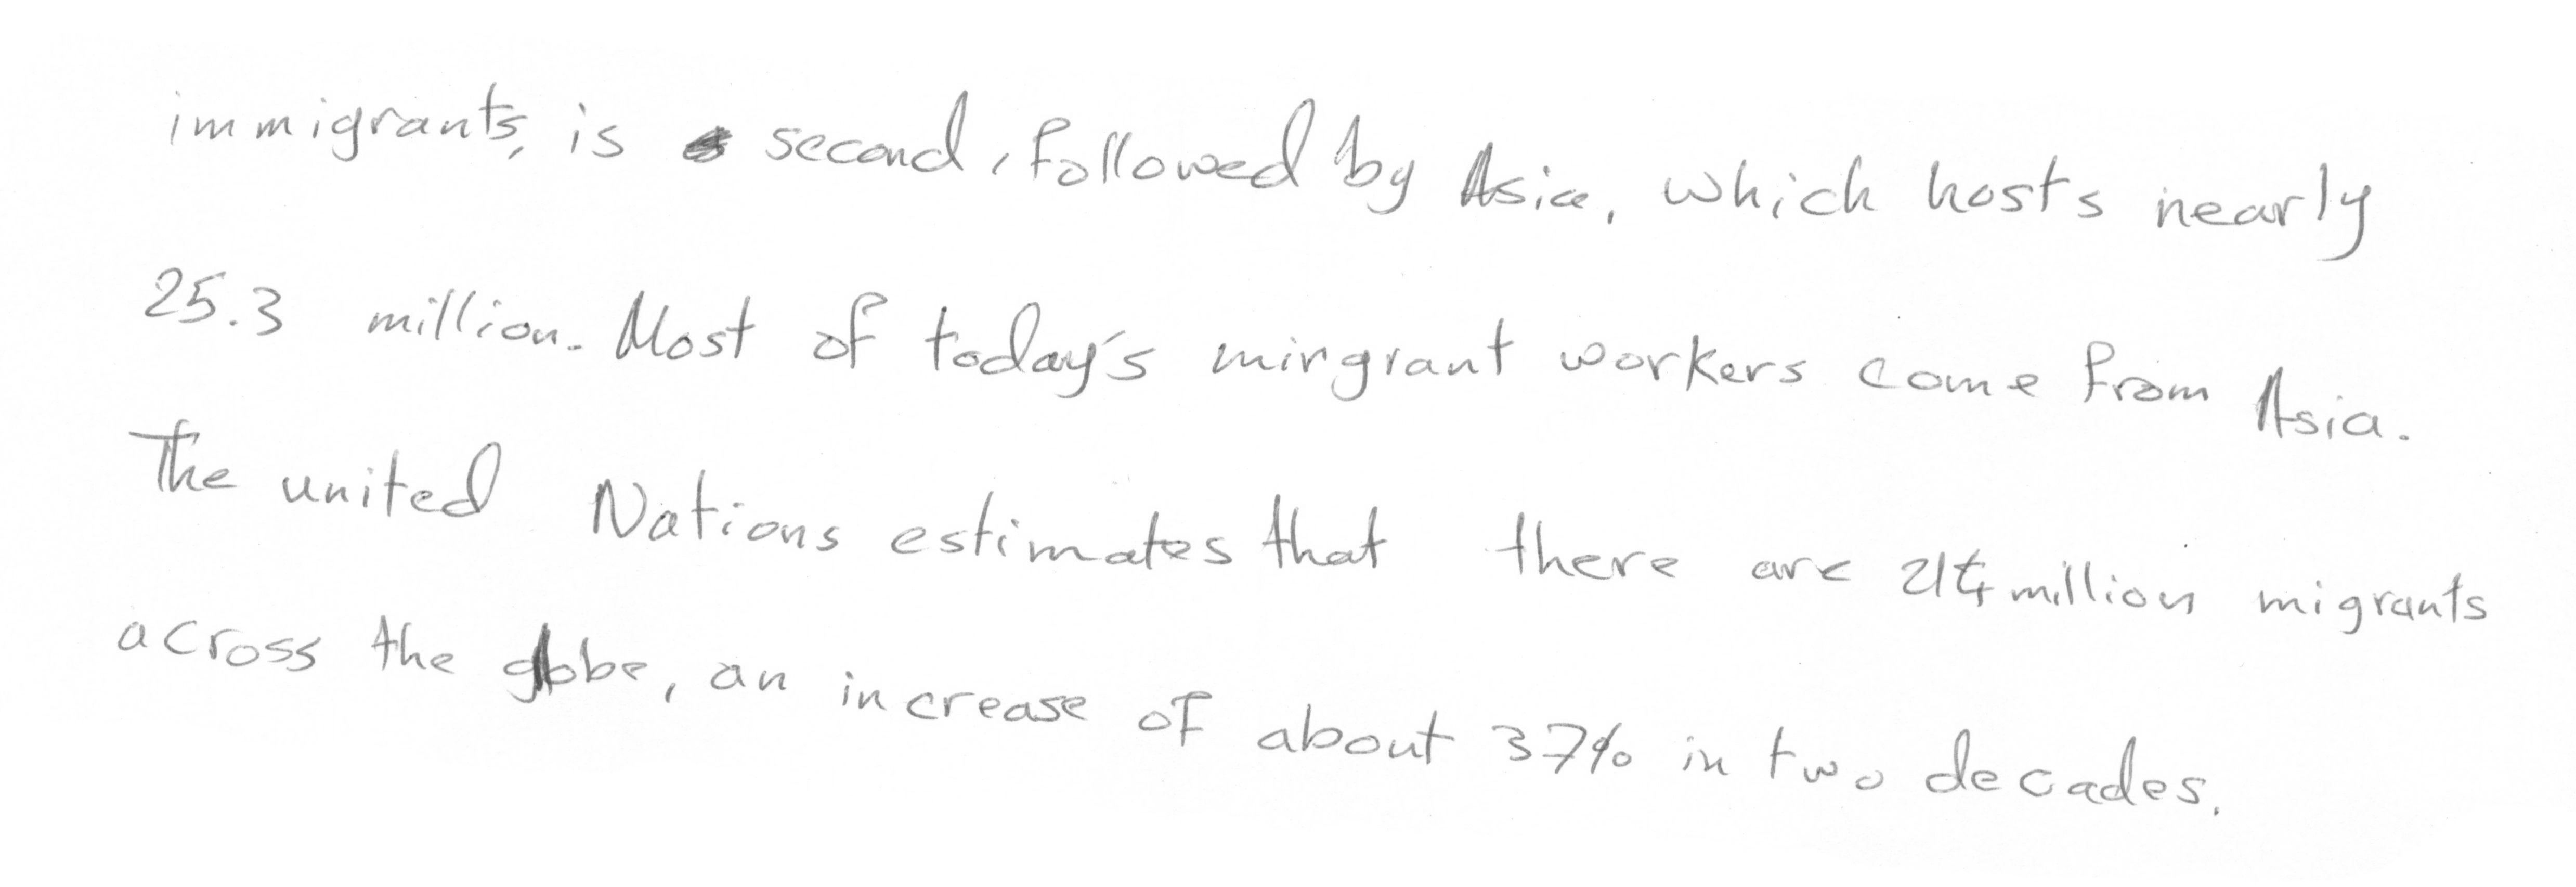 immigrants, is second, followed by Asia, which hosts nearly
25.3 million. Most of today's mirgrant workers come from Asia.
The united Nations estimates that there are 214 million migrants
across the globe, an increase of about 37% in two decades.